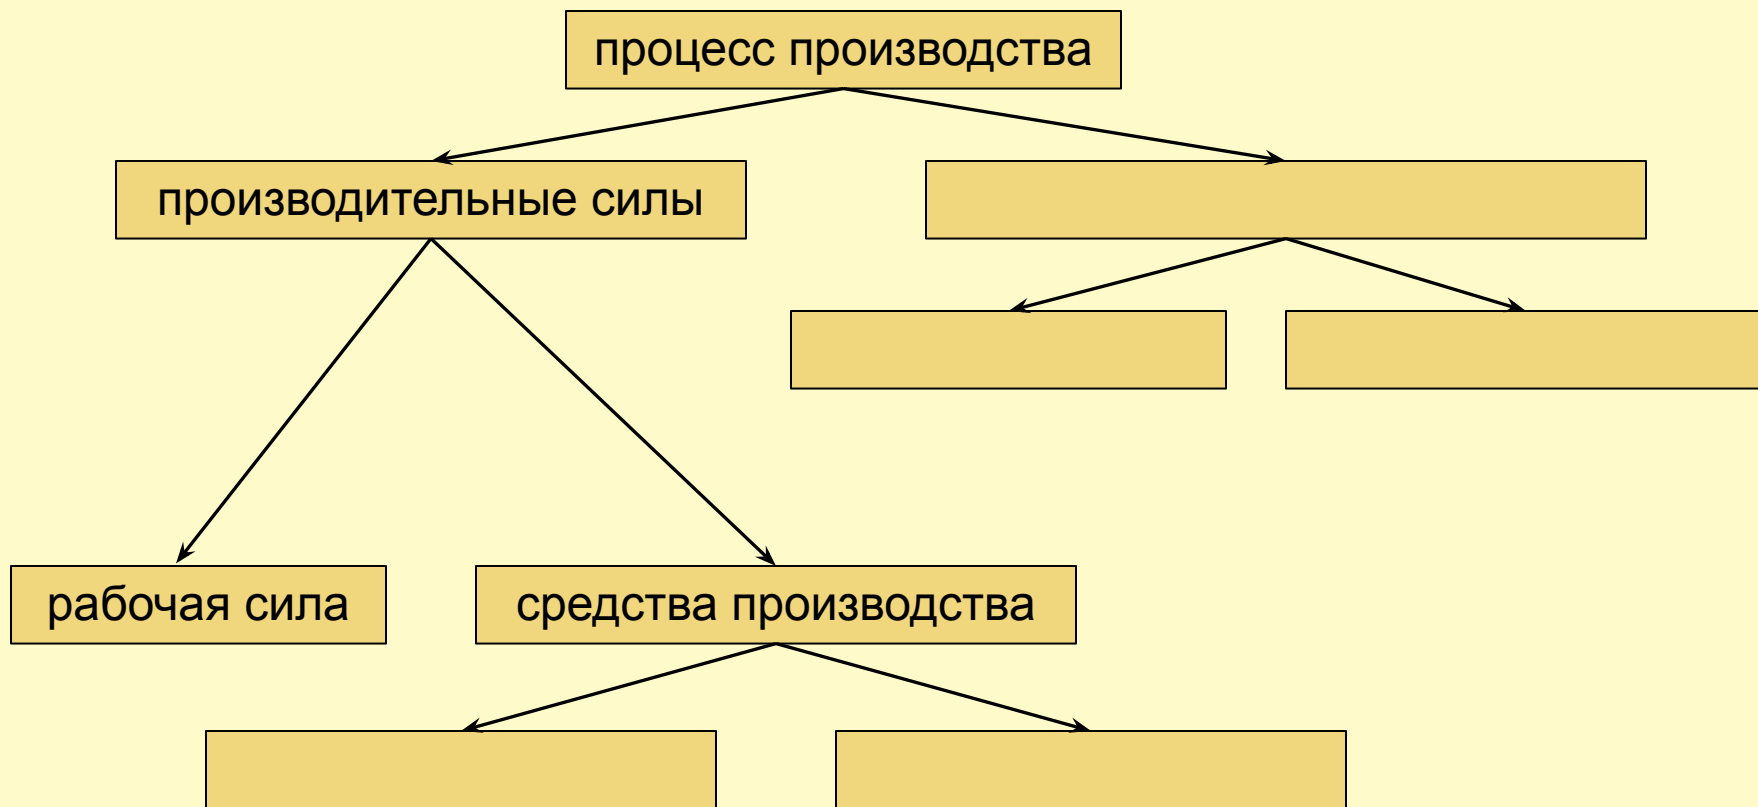 процесс производства
производительные силы
рабочая сила
средства производства